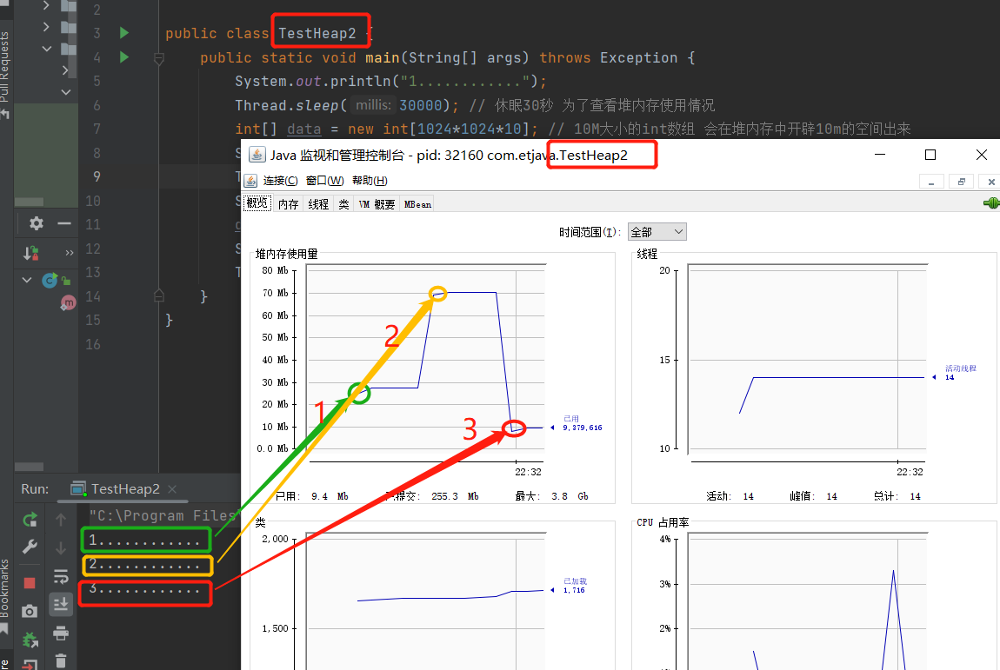 Pull Requests
2
3 public class TestHeap2 {
4 public static void main(String[] args) throws Exception {
5 System.out.println("1............");
6 Thread.sleep( millis: 30000); // 休眠30秒 为了查看堆内存使用情况
7 int[] data = new int[1024*1024*10]; // 10M大小的int数组 会在堆内存中开辟10m的空间出来
8 S
9 T
10 S
11
12 S
13 T
14 }
15 }
16
Java 监视和管理控制台 - pid: 32160 com.etjava.TestHeap2
连接(C) 窗口(W) 帮助(H)
概览 内存 线程 类 VM 概要 MBean
时间范围(T): 全部
堆内存使用量
80 Mb
70 Mb
60 Mb
50 Mb
40 Mb
30 Mb
20 Mb
10 Mb
0.0 Mb
1
2
3
已用
9,379,616
22:32
已用: 9.4 Mb 已提交: 255.3 Mb 最大: 3.8 Gb
线程
20
15
10
活动线程
14
22:32
活动: 14 峰值: 14 总计: 14
类
2,000
1,500
已加载
1,716
CPU 占用率
4%
3%
2%
Run: TestHeap2
"C:\Program Files
1............
2............
3............
Bookmarks